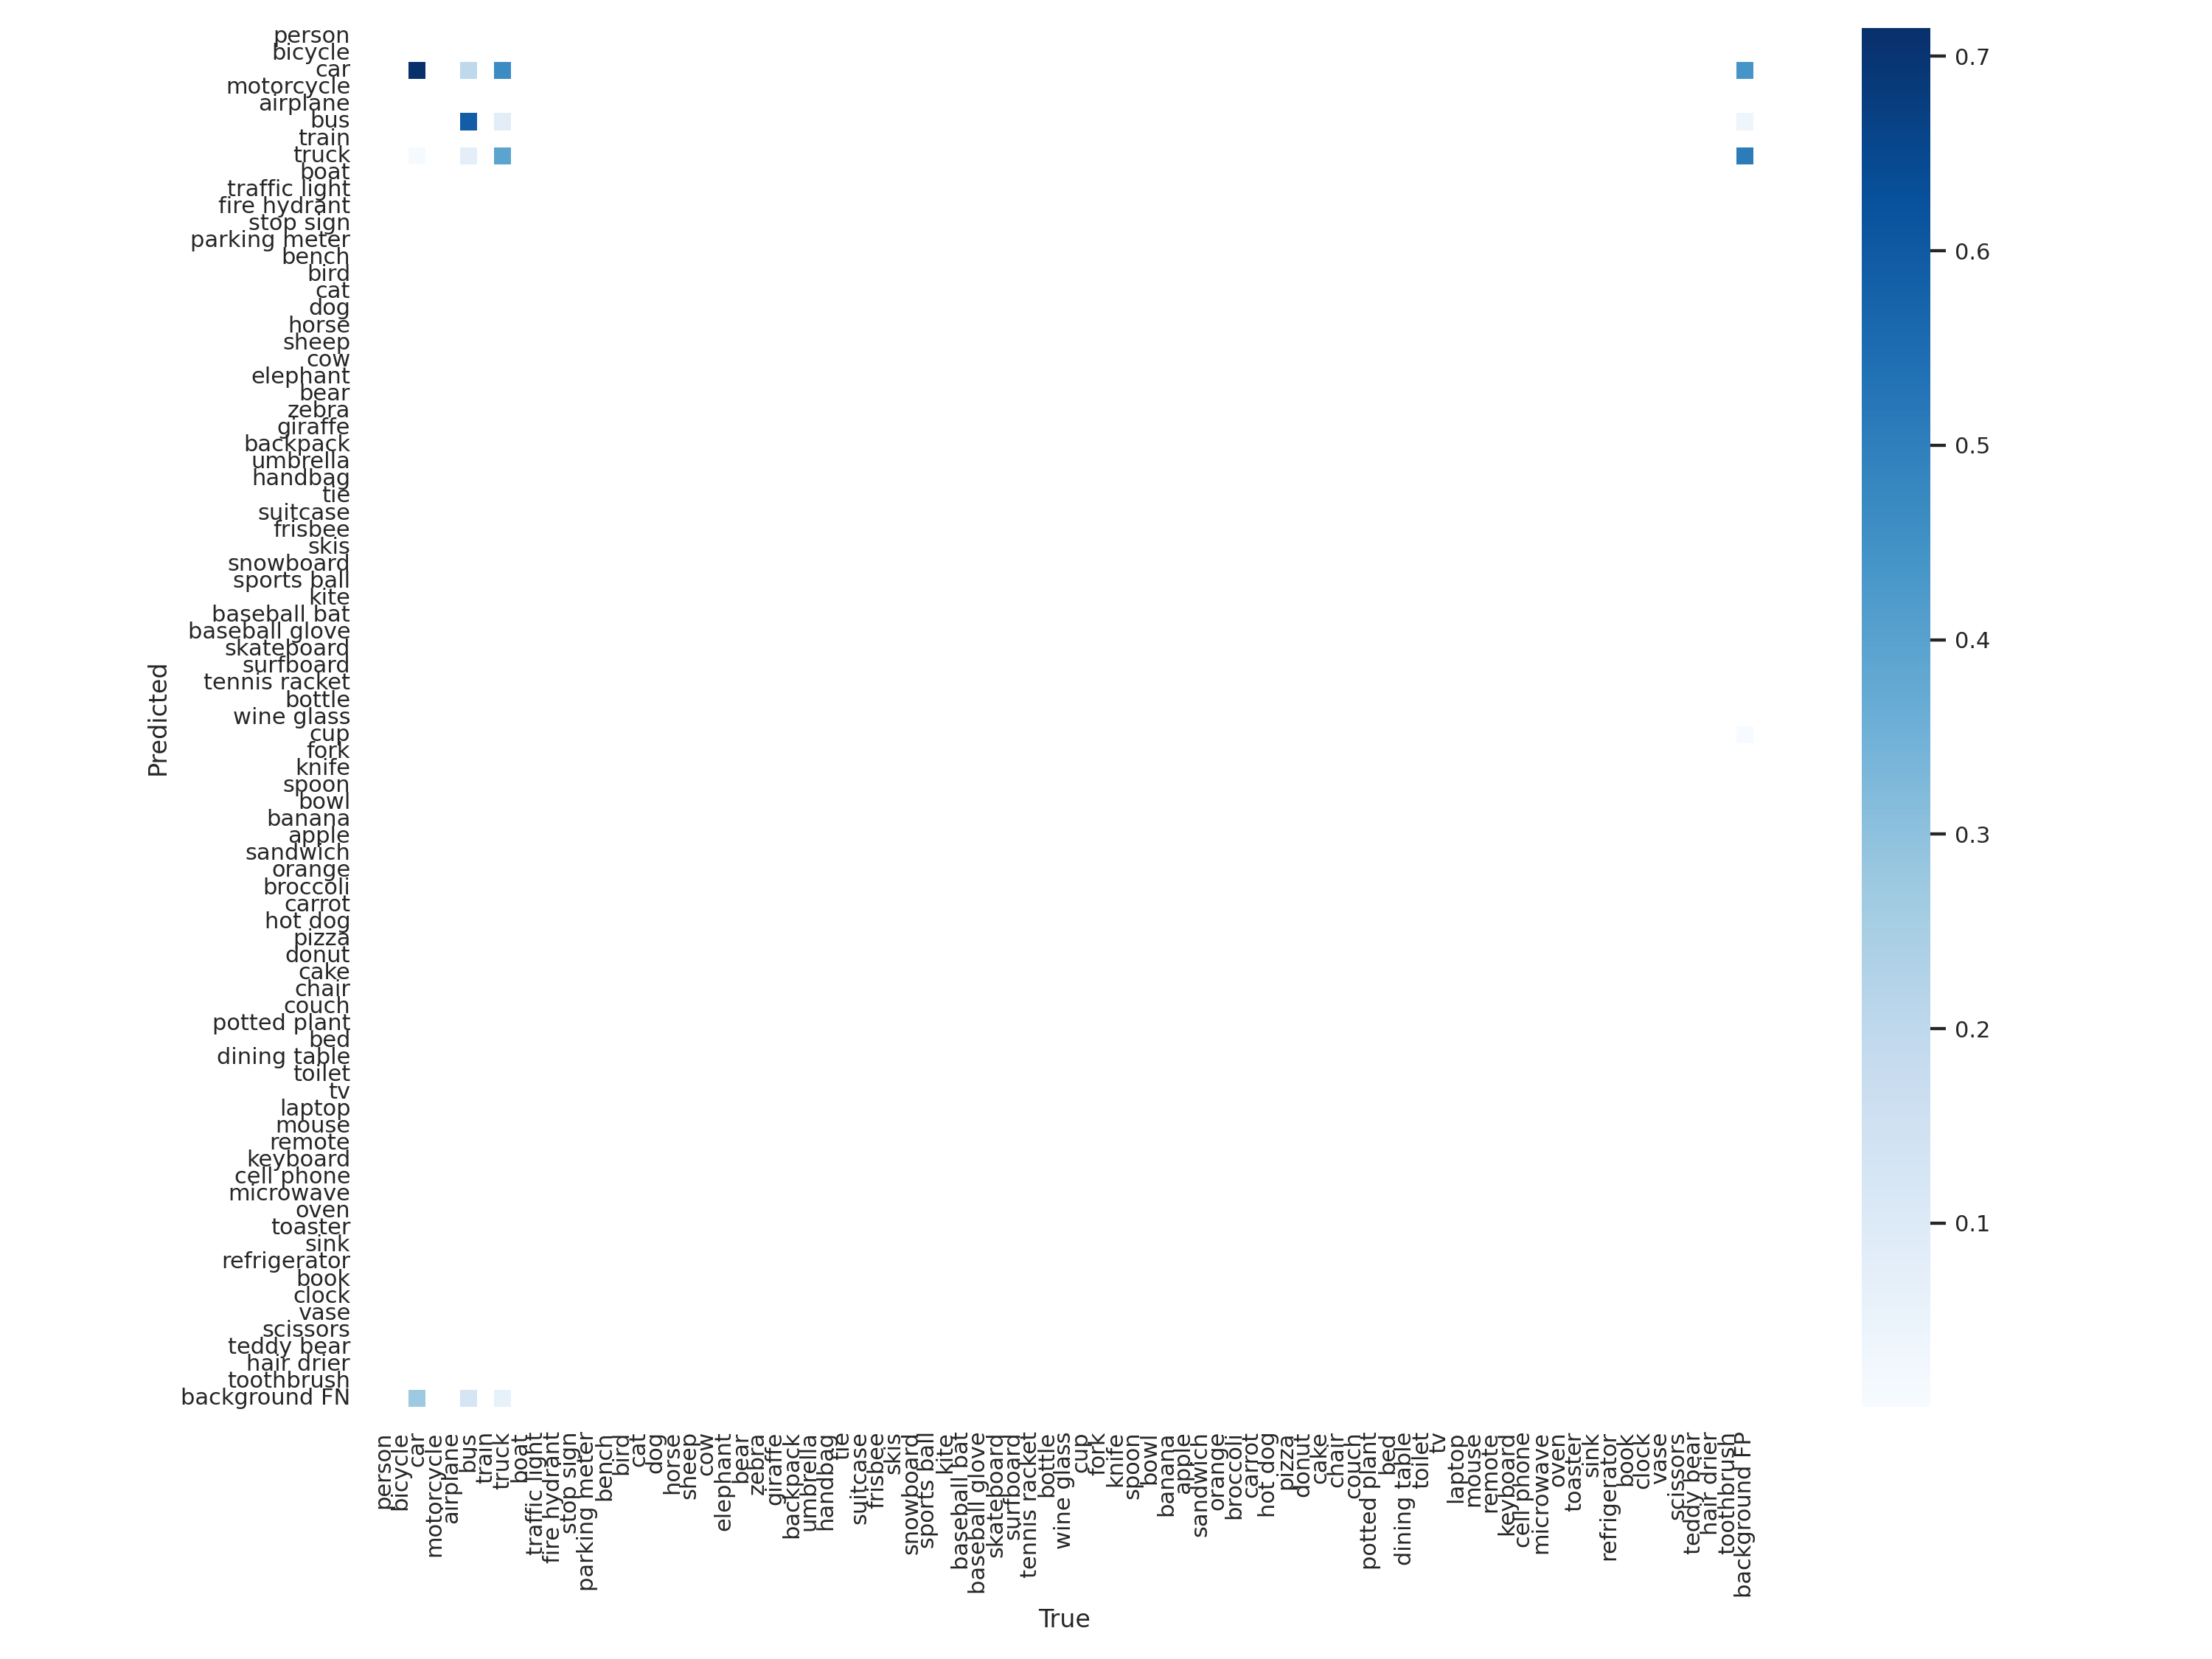 person
bicycle
car
motorcycle
airplane
bus
train
truck
boat
traffic light
fire hydrant
stop sign
parking meter
bench
bird
cat
dog
horse
sheep
cow
elephant
bear
zebra
giraffe
backpack
umbrella
handbag
tie
suitcase
frisbee
skis
snowboard
sports ball
kite
baseball bat
baseball glove
skateboard
surfboard
tennis racket
bottle
wine glass
cup
fork
knife
spoon
bowl
banana
apple
sandwich
orange
broccoli
carrot
hot dog
pizza
donut
cake
chair
couch
potted plant
bed
dining table
toilet
tv
laptop
mouse
remote
keyboard
cell phone
microwave
oven
toaster
sink
refrigerator
book
clock
vase
scissors
teddy bear
hair drier
toothbrush
background FN
Predicted
person
bicycle
car
motorcycle
airplane
bus
train
truck
boat
traffic light
fire hydrant
stop sign
parking meter
bench
bird
cat
dog
horse
sheep
cow
elephant
bear
zebra
giraffe
backpack
umbrella
handbag
tie
suitcase
frisbee
skis
snowboard
sports ball
kite
baseball bat
baseball glove
skateboard
surfboard
tennis racket
bottle
wine glass
cup
fork
knife
spoon
bowl
banana
apple
sandwich
orange
broccoli
carrot
hot dog
pizza
donut
cake
chair
couch
potted plant
bed
dining table
toilet
tv
laptop
mouse
remote
keyboard
cell phone
microwave
oven
toaster
sink
refrigerator
book
clock
vase
scissors
teddy bear
hair drier
toothbrush
background FP
True
0.7
0.6
0.5
0.4
0.3
0.2
0.1